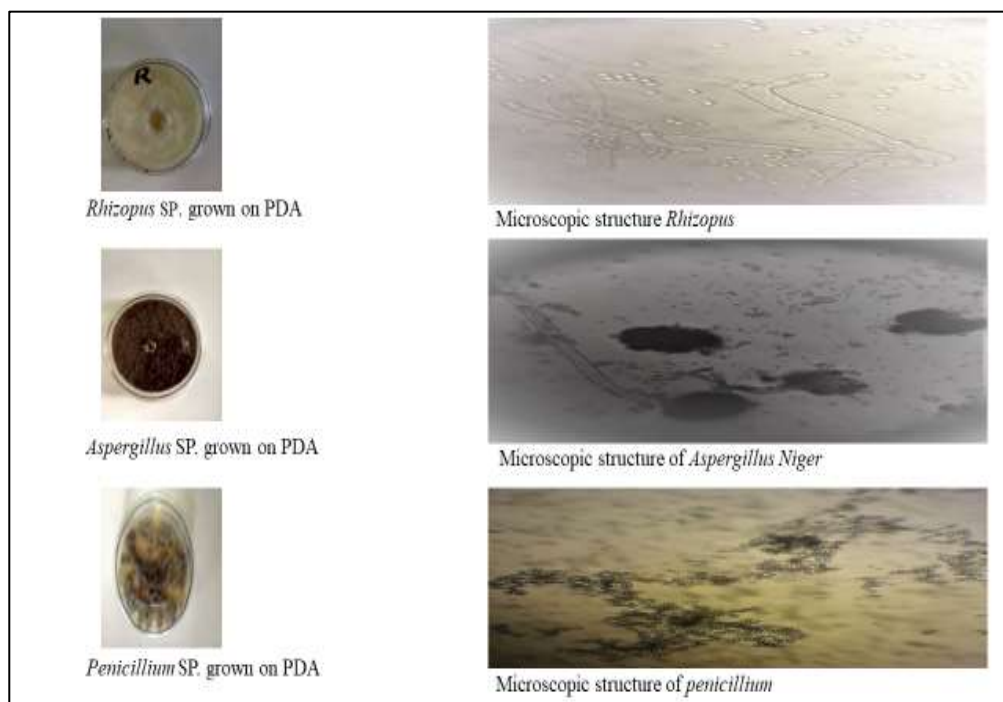 R
Rhizopus SP. grown on PDA
Microscopic structure Rhizopus
Aspergillus SP. grown on PDA
Microscopic structure of Aspergillus Niger
Penicillium SP. grown on PDA
Microscopic structure of penicillium